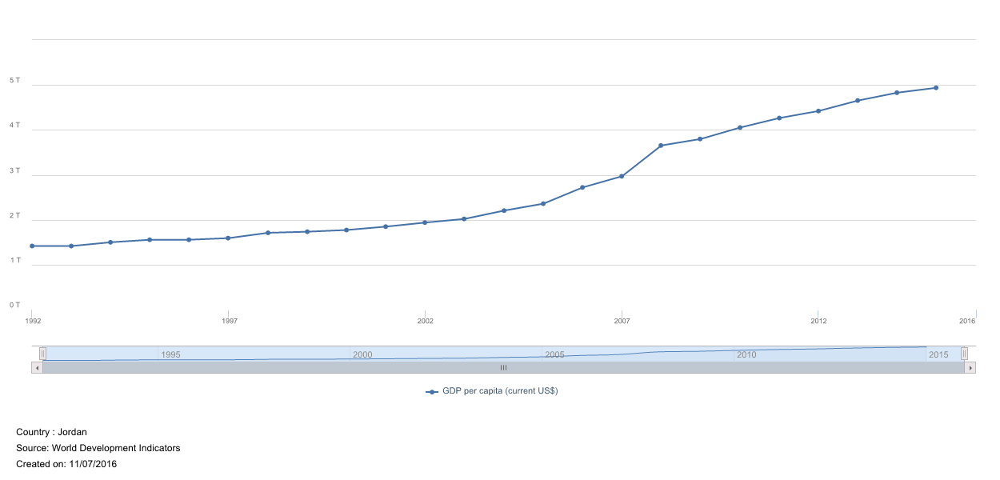 5 T
4 T
3 T
2 T
1 T
0 T
1992 1997 2002 2007 2012 2016
1995 2000 2005 2010 2015
GDP per capita (current US$)
Country : Jordan
Source: World Development Indicators
Created on: 11/07/2016